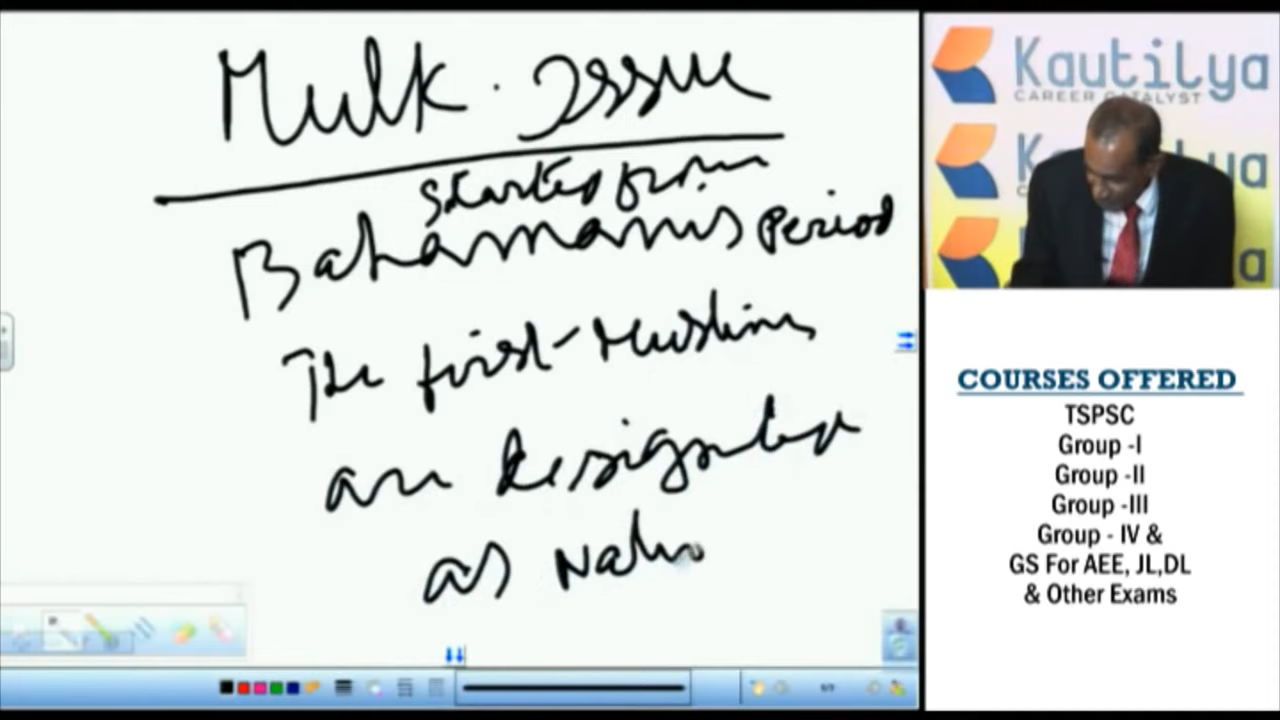 Mulk. Issue
Started from
Bahamanis Period
The first Muslims
are designated
as
Kautilya
CAREER CATALYST
COURSES OFFERED
TSPSC
Group -I
Group -II
Group -III
Group - IV &
GS For AEE, JL,DL
& Other Exams